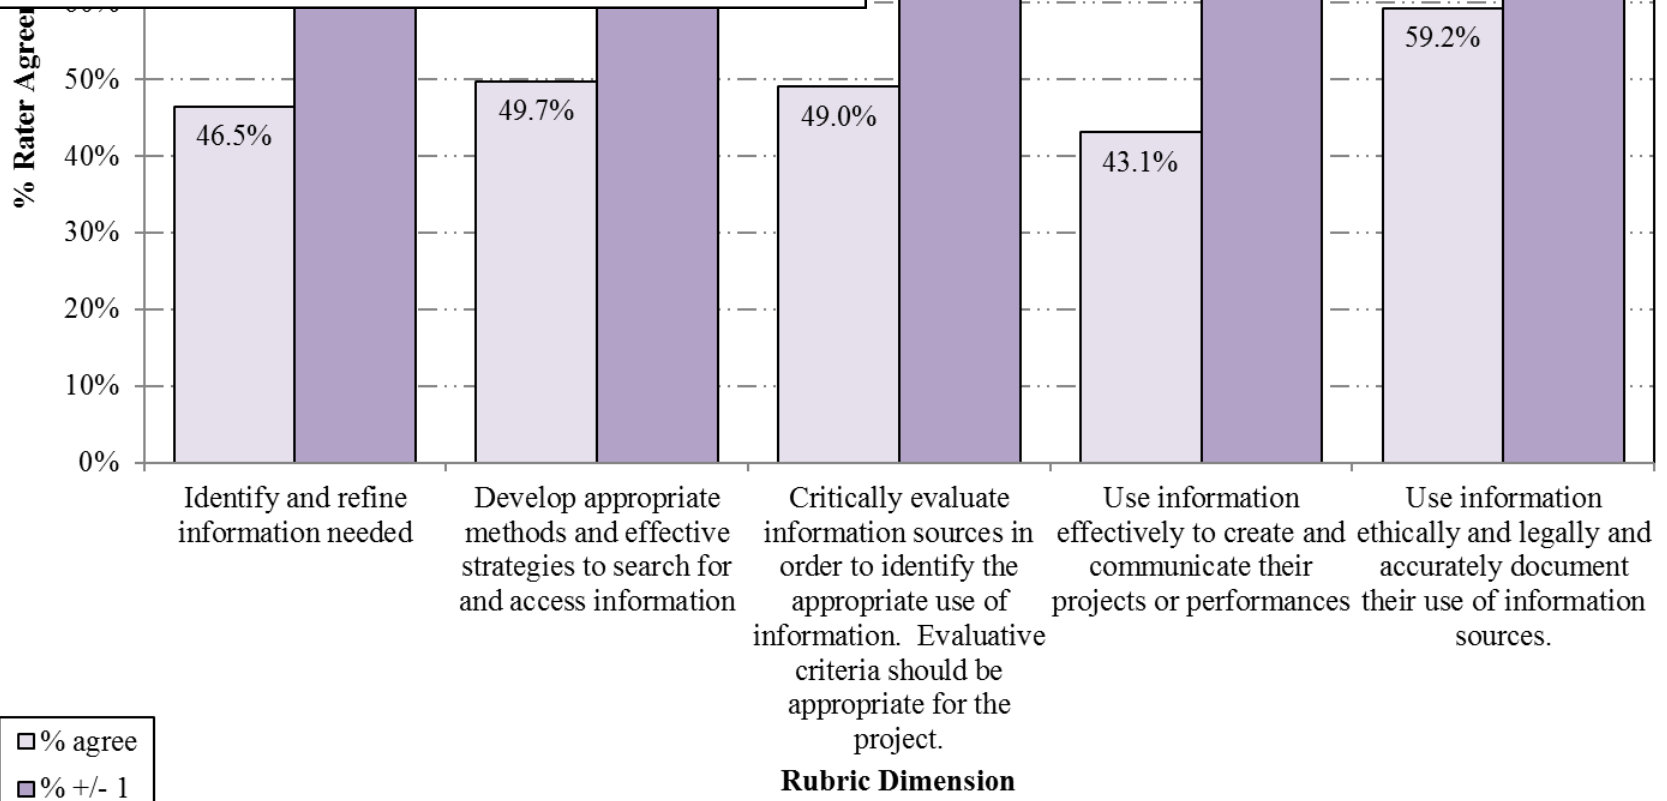 % Rater Agree
50%
40%
30%
20%
10%
0%
46.5%
49.7%
49.0%
43.1%
59.2%
Identify and refine
information needed
Develop appropriate
methods and effective
strategies to search for
and access information
Critically evaluate
information sources in
order to identify the
appropriate use of
information.  Evaluative
criteria should be
appropriate for the
project.
Use information
effectively to create and
communicate their
projects or performances
Use information
ethically and legally and
accurately document
their use of information
sources.
Rubric Dimension
% agree
% +/- 1